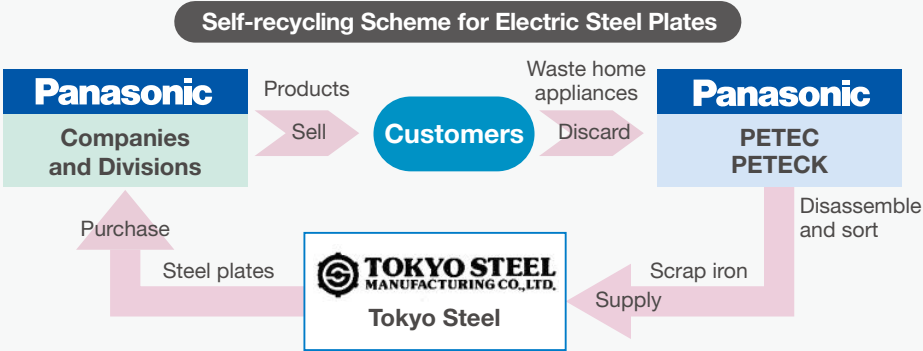 Self-recycling Scheme for Electric Steel Plates
Panasonic
Companies
and Divisions
Products
Sell
Customers
Waste home
appliances
Discard
Panasonic
PETEC
PETECK
Disassemble
and sort
Scrap iron
Supply
TOKYO STEEL
MANUFACTURING CO.,LTD.
Tokyo Steel
Steel plates
Purchase